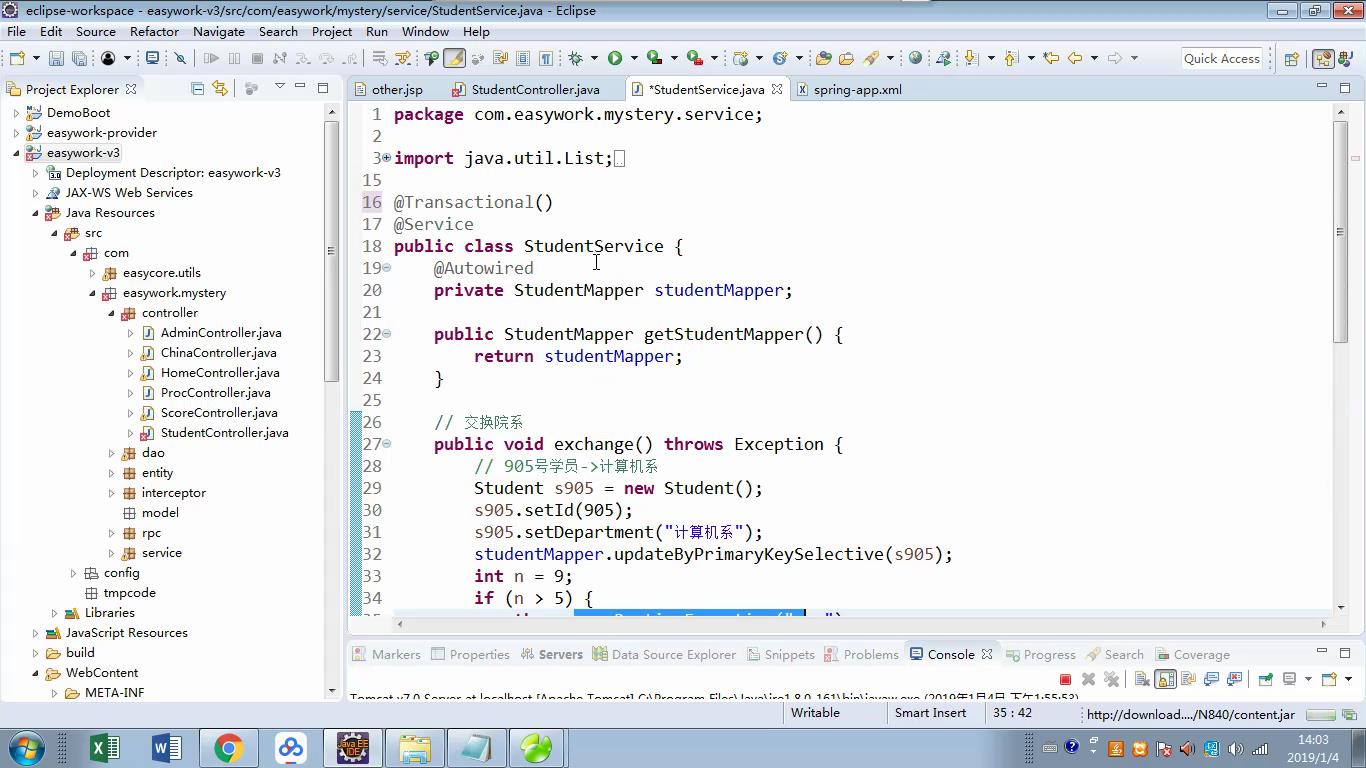 eclipse-workspace - easywork-v3/src/com/easywork/mystery/service/StudentService.java - Eclipse
File Edit Source Refactor Navigate Search Project Run Window Help
Quick Access
Project Explorer
other.jsp StudentController.java *StudentService.java spring-app.xml
DemoBoot
easywork-provider
easywork-v3
Deployment Descriptor: easywork-v3
JAX-WS Web Services
Java Resources
src
com
easycore.utils
easywork.mystery
controller
AdminController.java
ChinaController.java
HomeController.java
ProcController.java
ScoreController.java
StudentController.java
dao
entity
interceptor
model
rpc
service
config
tmpcode
Libraries
JavaScript Resources
build
WebContent
META-INF
1 package com.easywork.mystery.service;
2
3 import java.util.List;
15
16 @Transactional()
17 @Service
18 public class StudentService {
19 @Autowired
20 private StudentMapper studentMapper;
21
22 public StudentMapper getStudentMapper() {
23 return studentMapper;
24 }
25
26 // 交换院系
27 public void exchange() throws Exception {
28 // 905号学员->计算机系
29 Student s905 = new Student();
30 s905.setId(905);
31 s905.setDepartment("计算机系");
32 studentMapper.updateByPrimaryKeySelective(s905);
33 int n = 9;
34 if (n > 5) {
Markers Properties Servers Data Source Explorer Snippets Problems Console Progress Search Coverage
Tomcat v7.0 Server at localhost [Apache Tomcat] C:\Program Files\Java\jre1.8.0_161\bin\javaw.exe (2019年1月4日 下午1:55:53)
Writable Smart Insert 35 : 42 http://download..../N840/content.jar
14:03
2019/1/4